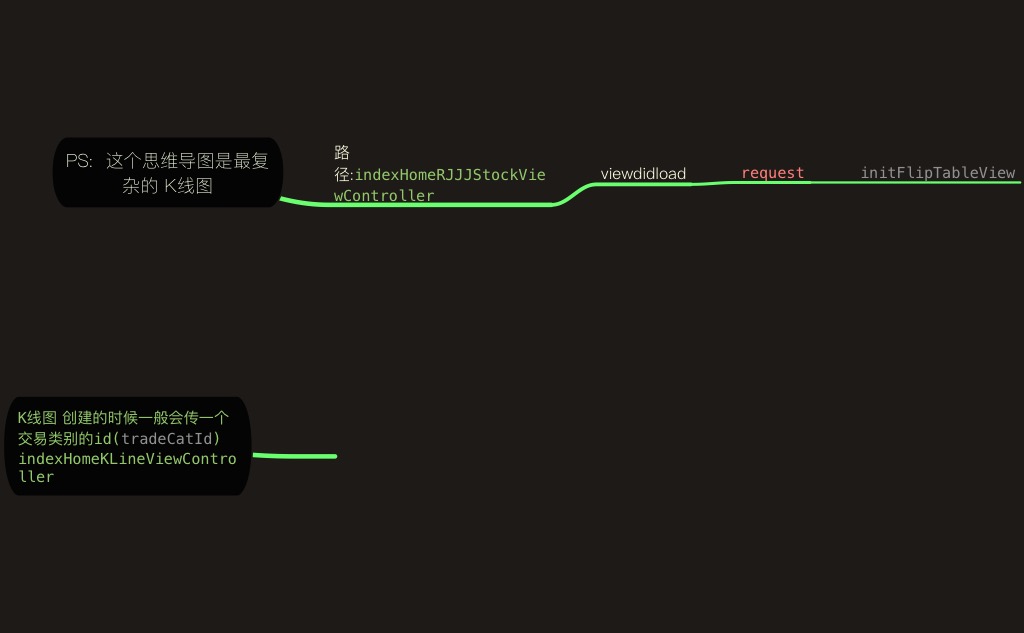 PS: 这个思维导图是最复
杂的 K线图
路
径:indexHomeRJJJStockVie
wController
viewdidload
request
initFlipTableView
K线图 创建的时候一般会传一个
交易类别的id(tradeCatId)
indexHomeKLineViewContro
ller